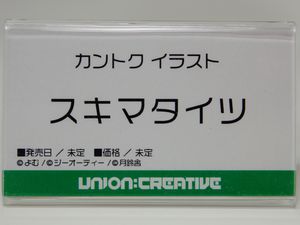 カントク イラスト
スキマタイツ
■発売日 ／ 未定　■価格 ／ 未定
©よむ/©ジーオーティー/©月鈴舎
UNION:CREATIVE